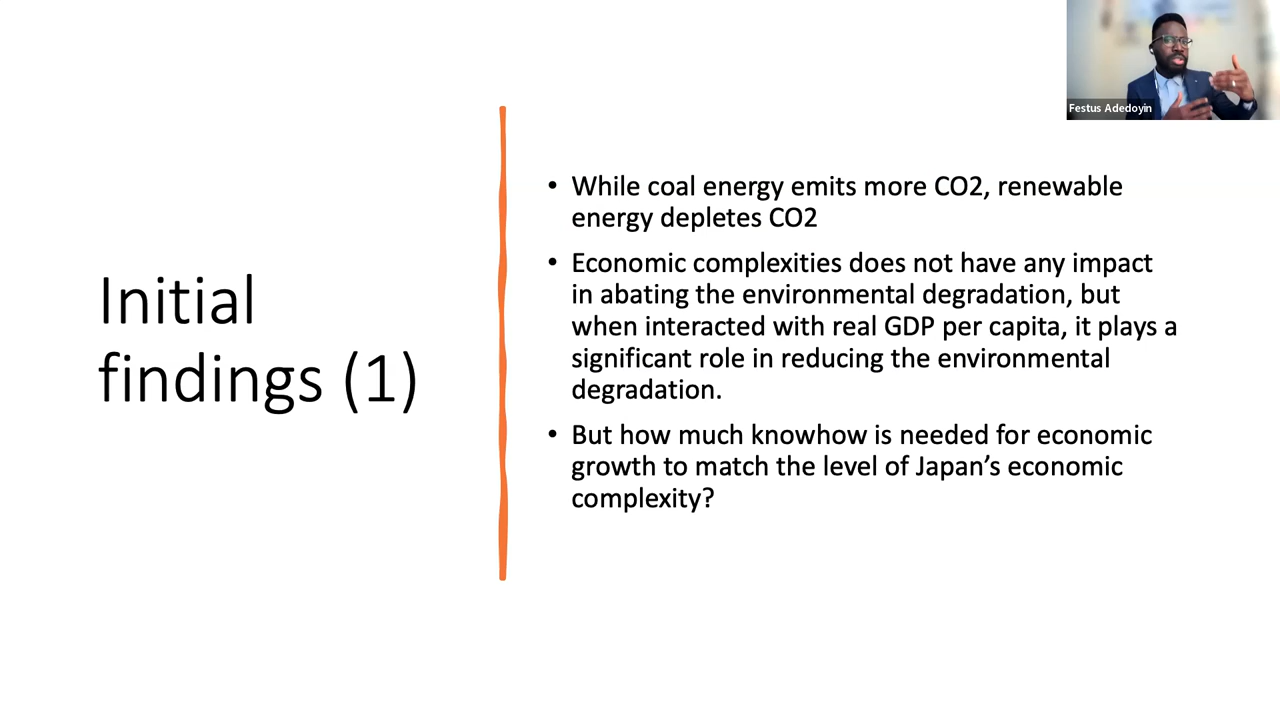 Festus Adedoyin
Initial
findings (1)
• While coal energy emits more CO2, renewable
energy depletes CO2
• Economic complexities does not have any impact
in abating the environmental degradation, but
when interacted with real GDP per capita, it plays a
significant role in reducing the environmental
degradation.
• But how much knowhow is needed for economic
growth to match the level of Japan’s economic
complexity?